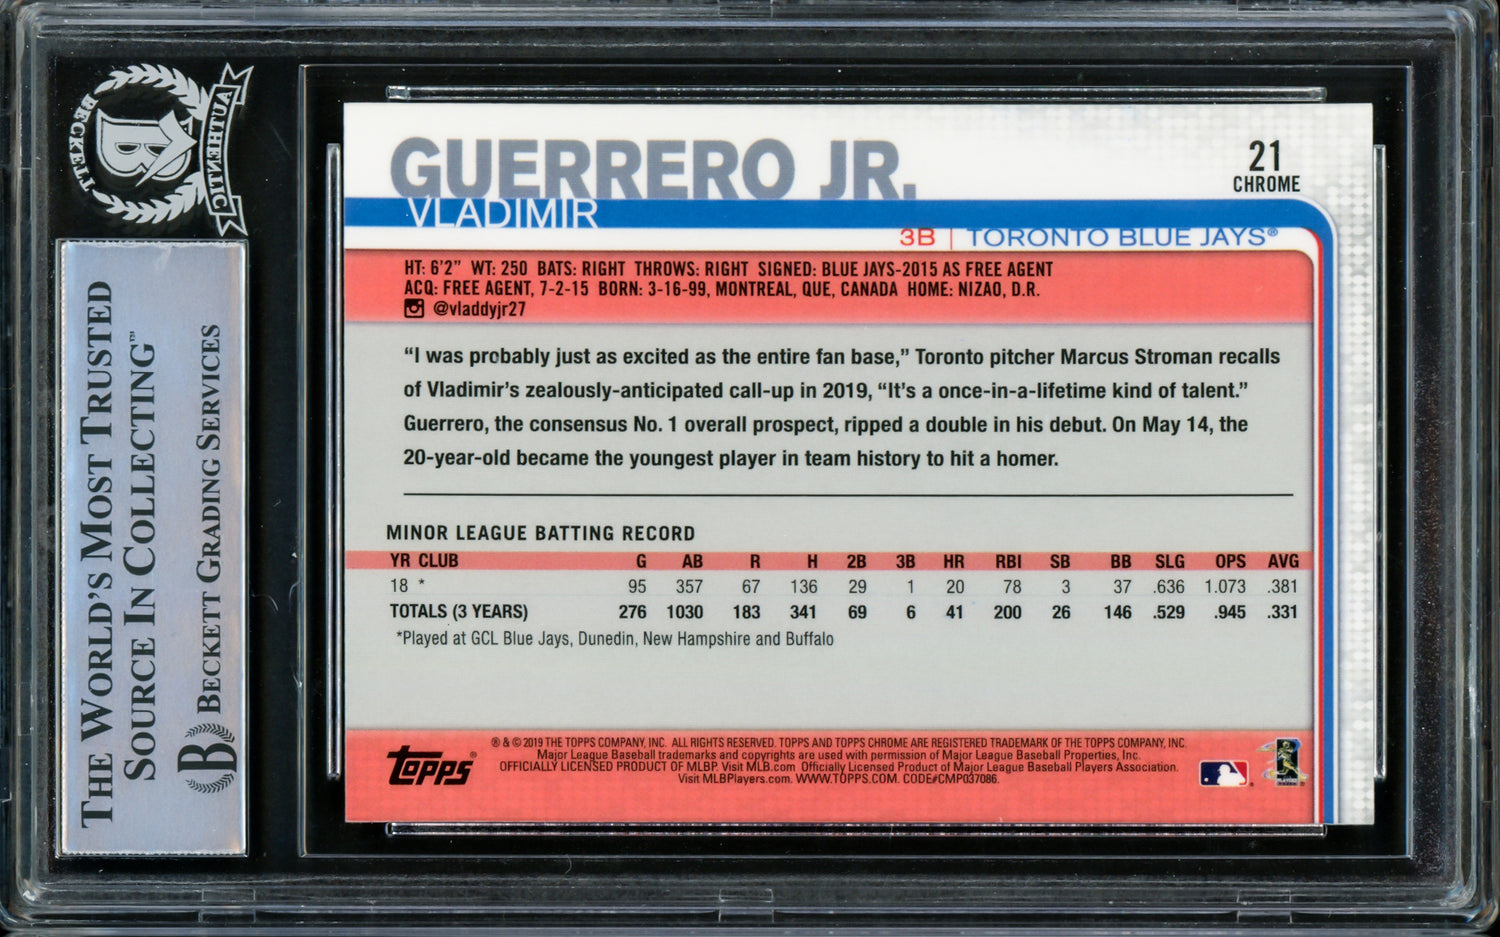 BECKETT
B
AUTHENTIC
THE WORLD'S MOST TRUSTED
SOURCE IN COLLECTING™
B BECKETT GRADING SERVICES
GUERRERO JR.
VLADIMIR
21
CHROME
3B | TORONTO BLUE JAYS®
HT: 6'2" WT: 250 BATS: RIGHT THROWS: RIGHT SIGNED: BLUE JAYS-2015 AS FREE AGENT
ACQ: FREE AGENT, 7-2-15 BORN: 3-16-99, MONTREAL, QUE, CANADA HOME: NIZAO, D.R.
@vladdyjr27
“I was probably just as excited as the entire fan base,” Toronto pitcher Marcus Stroman recalls
of Vladimir's zealously-anticipated call-up in 2019, “It's a once-in-a-lifetime kind of talent.”
Guerrero, the consensus No. 1 overall prospect, ripped a double in his debut. On May 14, the
20-year-old became the youngest player in team history to hit a homer.
MINOR LEAGUE BATTING RECORD
YR CLUB G AB R H 2B 3B HR RBI SB BB SLG OPS AVG
18 * 95 357 67 136 29 1 20 78 3 37 .636 1.073 .381
TOTALS (3 YEARS) 276 1030 183 341 69 6 41 200 26 146 .529 .945 .331
*Played at GCL Blue Jays, Dunedin, New Hampshire and Buffalo
topps®
® & © 2019 THE TOPPS COMPANY, INC. ALL RIGHTS RESERVED. TOPPS AND TOPPS CHROME ARE REGISTERED TRADEMARK OF THE TOPPS COMPANY, INC.
Major League Baseball trademarks and copyrights are used with permission of Major League Baseball Properties, Inc.
OFFICIALLY LICENSED PRODUCT OF MLBP. Visit MLB.com Officially Licensed Product of Major League Baseball Players Association.
Visit MLBPlayers.com. WWW.TOPPS.COM. CODE#CMP037086.